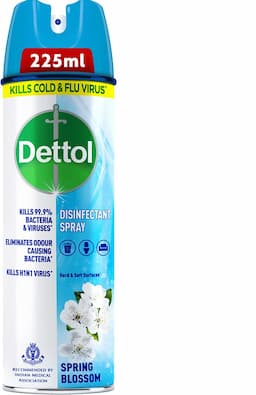 225ml
KILLS COLD & FLU VIRUS*
Dettol
KILLS 99.9%
BACTERIA
& VIRUSES*
ELIMINATES ODOUR
CAUSING
BACTERIA*
KILLS H1N1 VIRUS*
DISINFECTANT
SPRAY
Hard & Soft Surfaces
RECOMMENDED BY
INDIAN MEDICAL
ASSOCIATION
SPRING
BLOSSOM